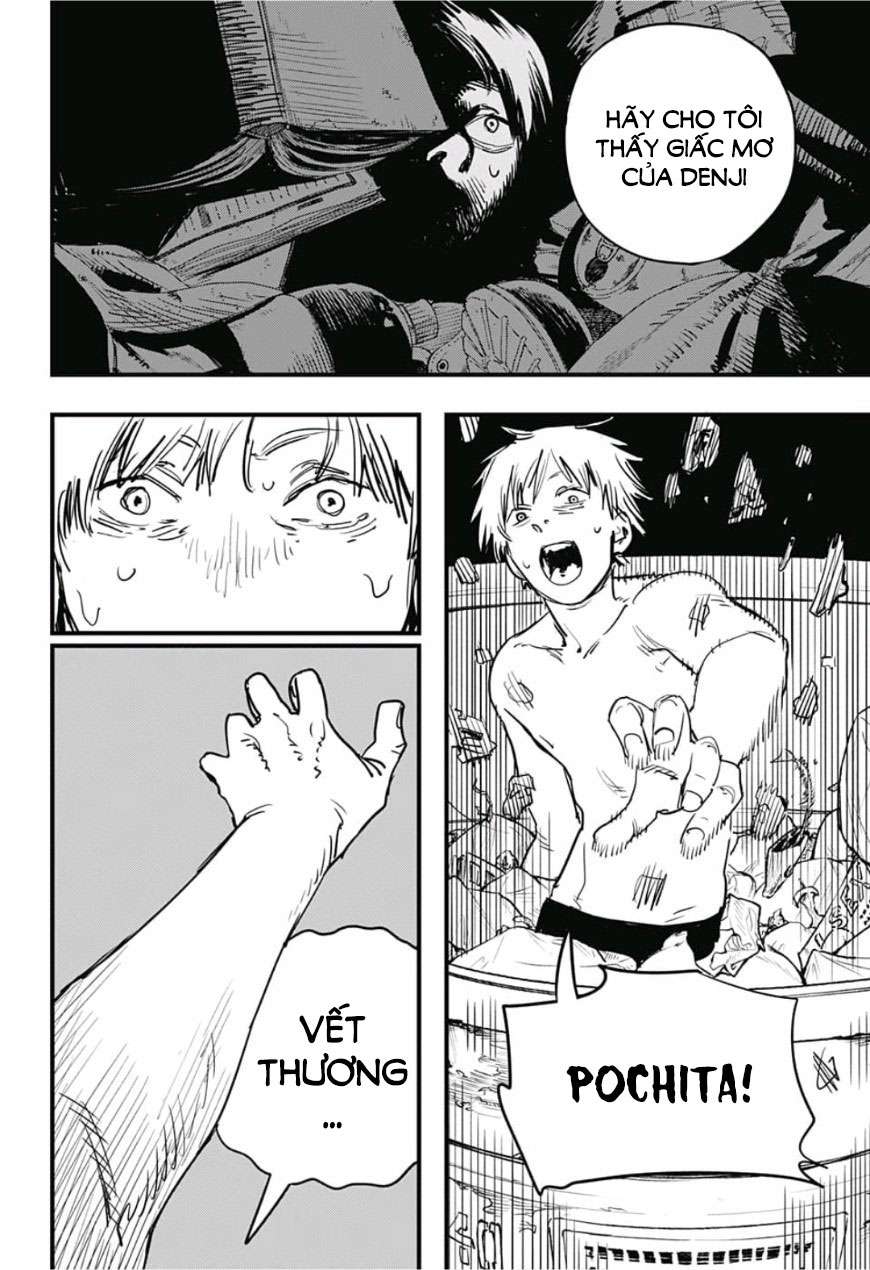 HÃY CHO TÔI
THẤY GIẤC MƠ
CỦA DENJI
POCHITA!
VẾT
THƯƠNG
...